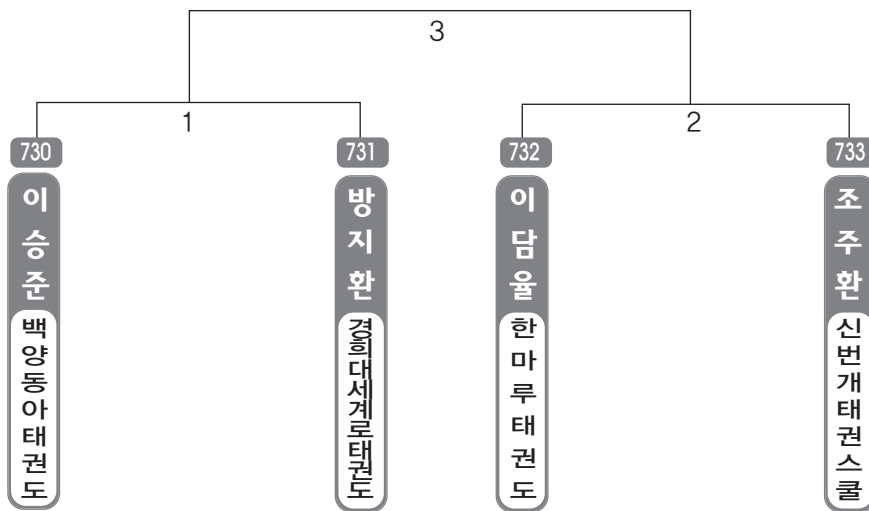 3
1
2
730
이승준
백양동아태권도
731
방지환
경희대세계로태권도
732
이담율
한마루태권도
733
조주환
신번개태권스쿨